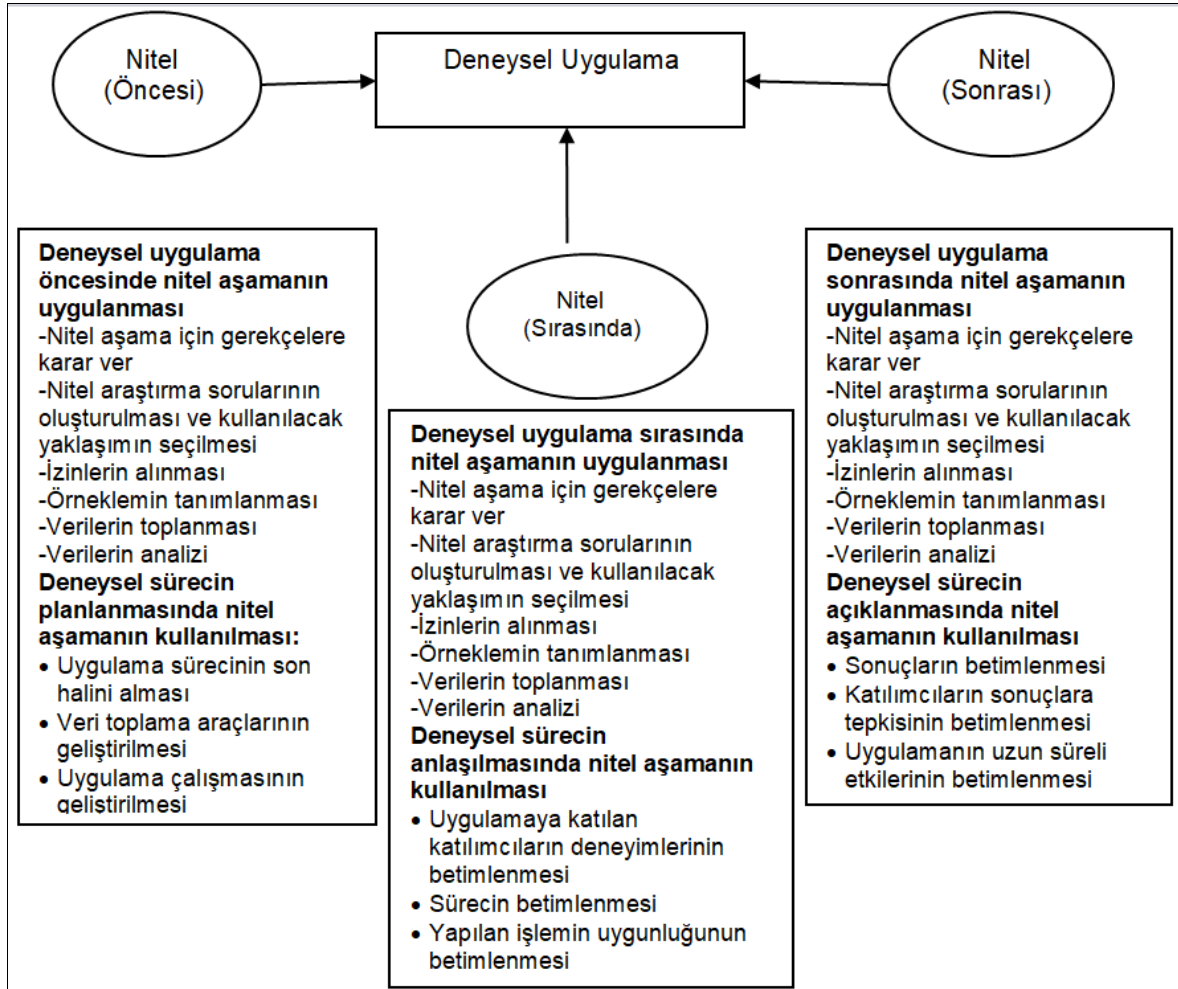 Nitel
(Öncesi)
Deneysel Uygulama
Nitel
(Sonrası)
Deneysel uygulama
öncesinde nitel aşamanın
uygulanması
-Nitel aşama için gerekçelere
karar ver
-Nitel araştırma sorularının
oluşturulması ve kullanılacak
yaklaşımın seçilmesi
-İzinlerin alınması
-Örneklemin tanımlanması
-Verilerin toplanması
-Verilerin analizi
Deneysel sürecin
planlanmasında nitel
aşamanın kullanılması:
• Uygulama sürecinin son
halini alması
• Veri toplama araçlarının
geliştirilmesi
• Uygulama çalışmasının
geliştirilmesi
Nitel
(Sırasında)
Deneysel uygulama sırasında
nitel aşamanın uygulanması
-Nitel aşama için gerekçelere
karar ver
-Nitel araştırma sorularının
oluşturulması ve kullanılacak
yaklaşımın seçilmesi
-İzinlerin alınması
-Örneklemin tanımlanması
-Verilerin toplanması
-Verilerin analizi
Deneysel sürecin
anlaşılmasında nitel aşamanın
kullanılması
• Uygulamaya katılan
katılımcıların deneyimlerinin
betimlenmesi
• Sürecin betimlenmesi
• Yapılan işlemin uygunluğunun
betimlenmesi
Deneysel uygulama
sonrasında nitel aşamanın
uygulanması
-Nitel aşama için gerekçelere
karar ver
-Nitel araştırma sorularının
oluşturulması ve kullanılacak
yaklaşımın seçilmesi
-İzinlerin alınması
-Örneklemin tanımlanması
-Verilerin toplanması
-Verilerin analizi
Deneysel sürecin
açıklanmasında nitel
aşamanın kullanılması
• Sonuçların betimlenmesi
• Katılımcıların sonuçlara
tepkisinin betimlenmesi
• Uygulamanın uzun süreli
etkilerinin betimlenmesi